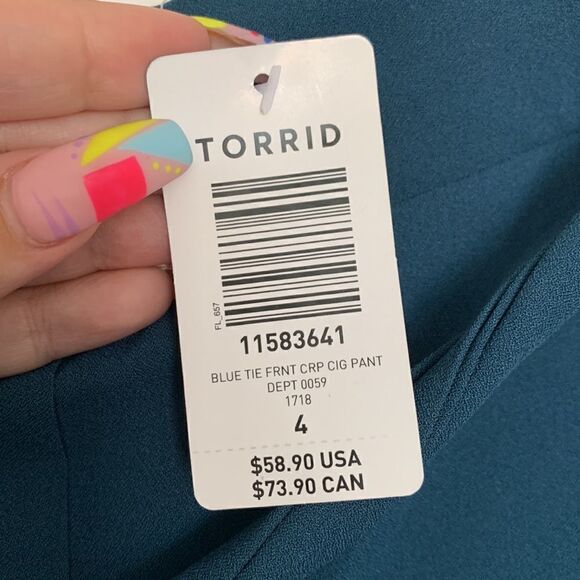 TORRID
FL_657
11583641
BLUE TIE FRNT CRP CIG PANT
DEPT 0059
1718
4
$58.90 USA
$73.90 CAN